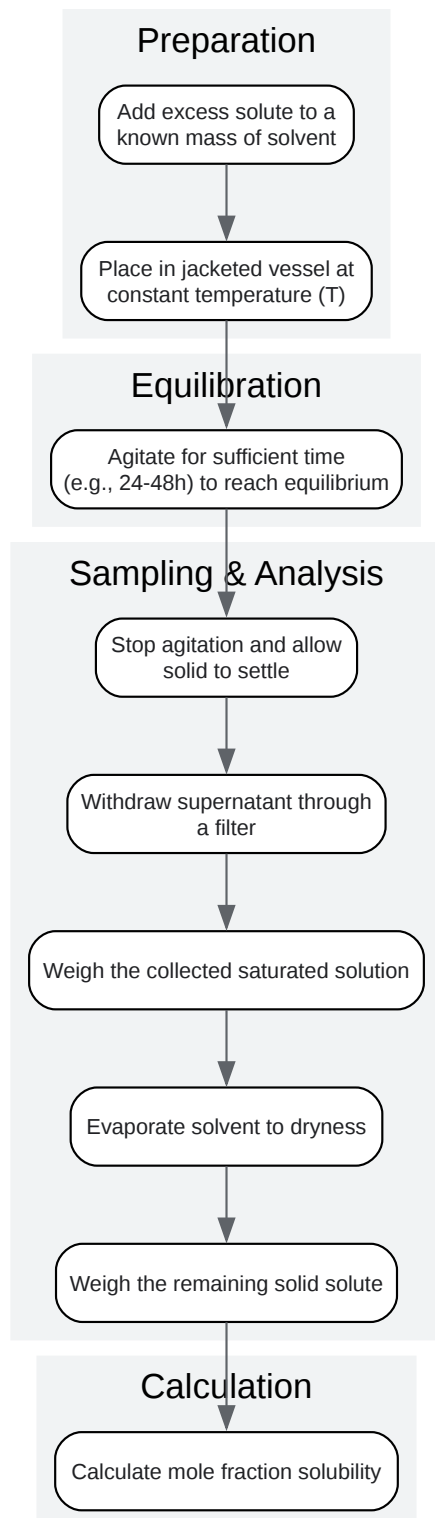 Preparation
Add excess solute to a
known mass of solvent
Place in jacketed vessel at
constant temperature (T)
Equilibration
Agitate for sufficient time
(e.g., 24-48h) to reach equilibrium
Sampling & Analysis
Stop agitation and allow
solid to settle
Withdraw supernatant through
a filter
Weigh the collected saturated solution
Evaporate solvent to dryness
Weigh the remaining solid solute
Calculation
Calculate mole fraction solubility